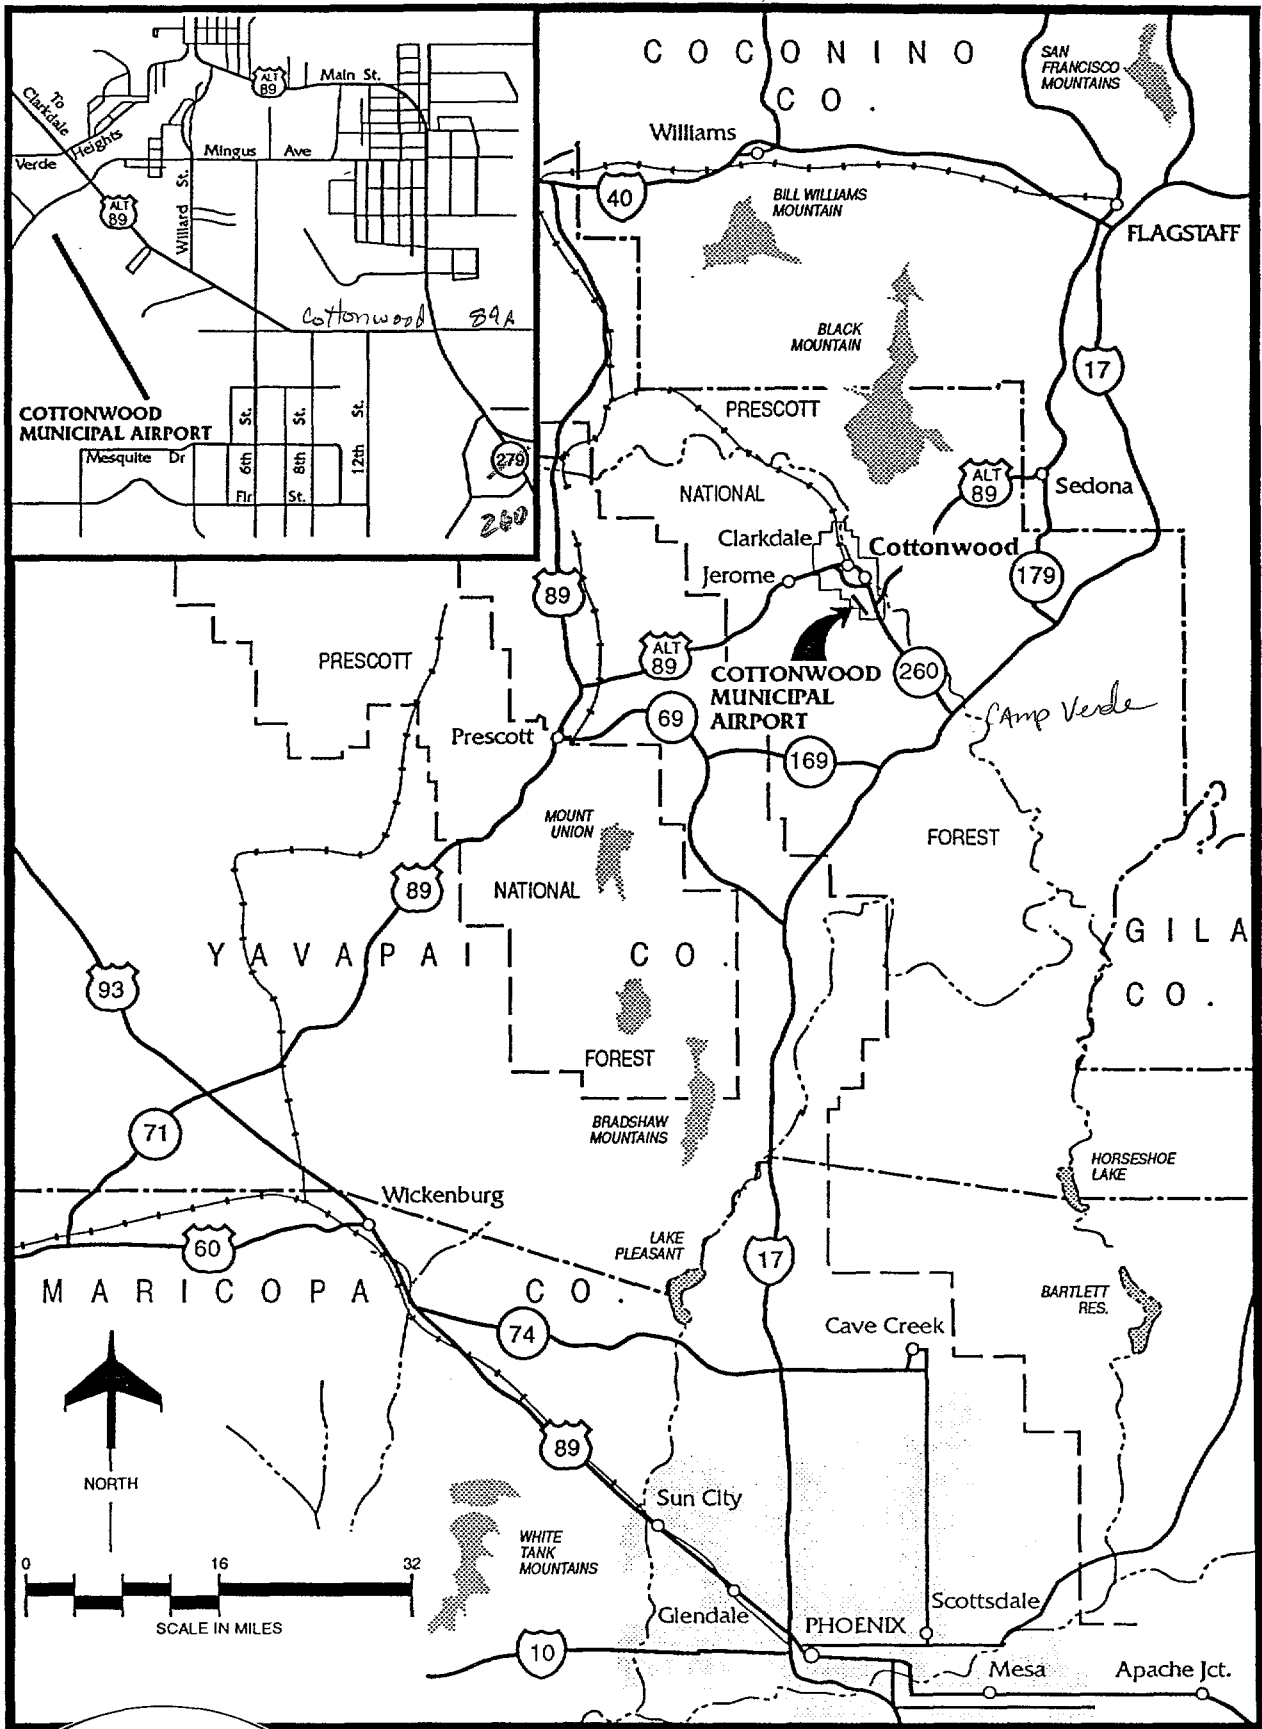 To
Clarkdale
Verde Heights
ALT
89
Main St.
Mingus Ave
Willard St.
ALT
89
Cottonwood 89A
COTTONWOOD
MUNICIPAL AIRPORT
Mesquite Dr
6th St.
8th St.
12th St.
Fir St.
279
260
COCONINO
CO.
SAN
FRANCISCO
MOUNTAINS
Williams
40
BILL WILLIAMS
MOUNTAIN
FLAGSTAFF
BLACK
MOUNTAIN
17
PRESCOTT
NATIONAL
ALT
89
Sedona
Clarkdale
Cottonwood
Jerome
179
89
PRESCOTT
ALT
89
COTTONWOOD
MUNICIPAL
AIRPORT
260
Camp Verde
69
Prescott
169
MOUNT
UNION
FOREST
89
NATIONAL
YAVAPAI CO.
GILA
CO.
93
FOREST
71
BRADSHAW
MOUNTAINS
HORSESHOE
LAKE
Wickenburg
60
LAKE
PLEASANT
17
MARICOPA CO.
BARTLETT
RES.
74
Cave Creek
89
NORTH
Sun City
WHITE
TANK
MOUNTAINS
0 16 32
SCALE IN MILES
Glendale
PHOENIX
Scottsdale
10
Mesa
Apache Jct.